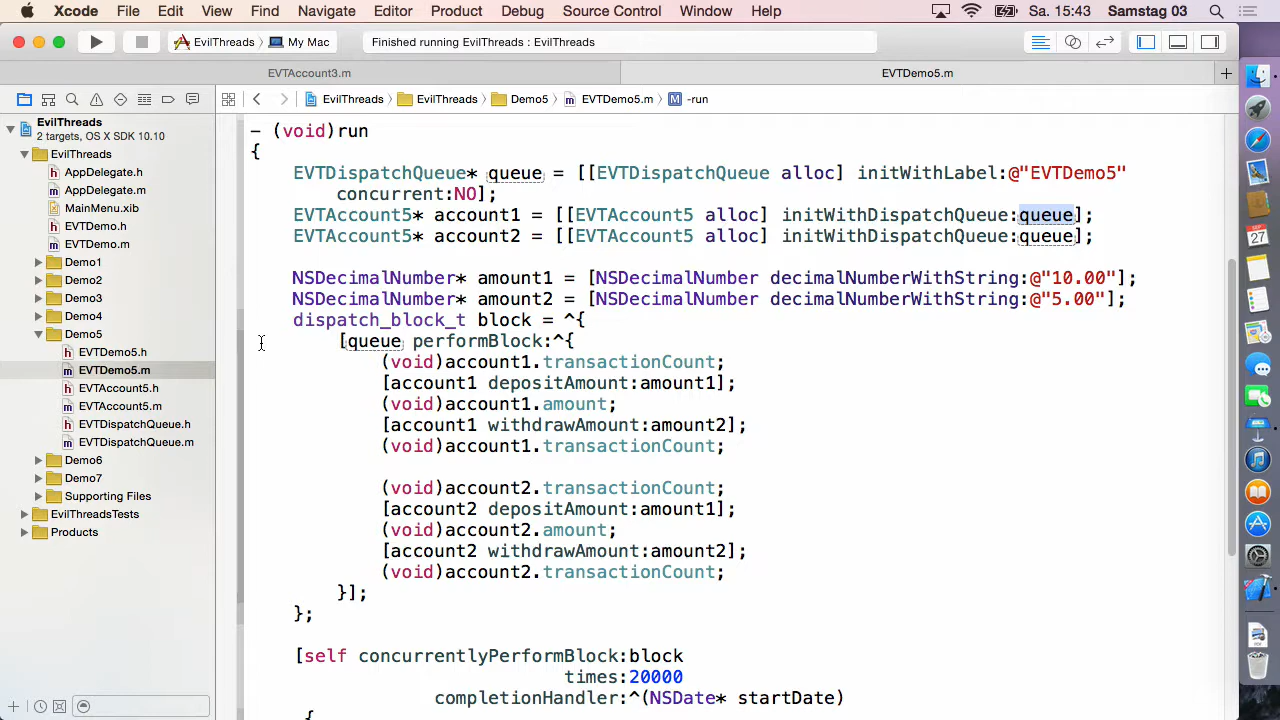 Xcode File Edit View Find Navigate Editor Product Debug Source Control Window Help Sa. 15:43 Samstag 03
EvilThreads My Mac Finished running EvilThreads : EvilThreads
EVTAccount3.m EVTDemo5.m
EvilThreads EvilThreads Demo5 EVTDemo5.m M -run
EvilThreads
2 targets, OS X SDK 10.10
EvilThreads
AppDelegate.h
AppDelegate.m
MainMenu.xib
EVTDemo.h
EVTDemo.m
Demo1
Demo2
Demo3
Demo4
Demo5
EVTDemo5.h
EVTDemo5.m
EVTAccount5.h
EVTAccount5.m
EVTDispatchQueue.h
EVTDispatchQueue.m
Demo6
Demo7
Supporting Files
EvilThreadsTests
Products
- (void)run
{
EVTDispatchQueue* queue = [[EVTDispatchQueue alloc] initWithLabel:@"EVTDemo5"
concurrent:NO];
EVTAccount5* account1 = [[EVTAccount5 alloc] initWithDispatchQueue:queue];
EVTAccount5* account2 = [[EVTAccount5 alloc] initWithDispatchQueue:queue];
NSDecimalNumber* amount1 = [NSDecimalNumber decimalNumberWithString:@"10.00"];
NSDecimalNumber* amount2 = [NSDecimalNumber decimalNumberWithString:@"5.00"];
dispatch_block_t block = ^{
[queue performBlock:^{
(void)account1.transactionCount;
[account1 depositAmount:amount1];
(void)account1.amount;
[account1 withdrawAmount:amount2];
(void)account1.transactionCount;
(void)account2.transactionCount;
[account2 depositAmount:amount1];
(void)account2.amount;
[account2 withdrawAmount:amount2];
(void)account2.transactionCount;
}];
};
[self concurrentlyPerformBlock:block
times:20000
completionHandler:^(NSDate* startDate)
{
27